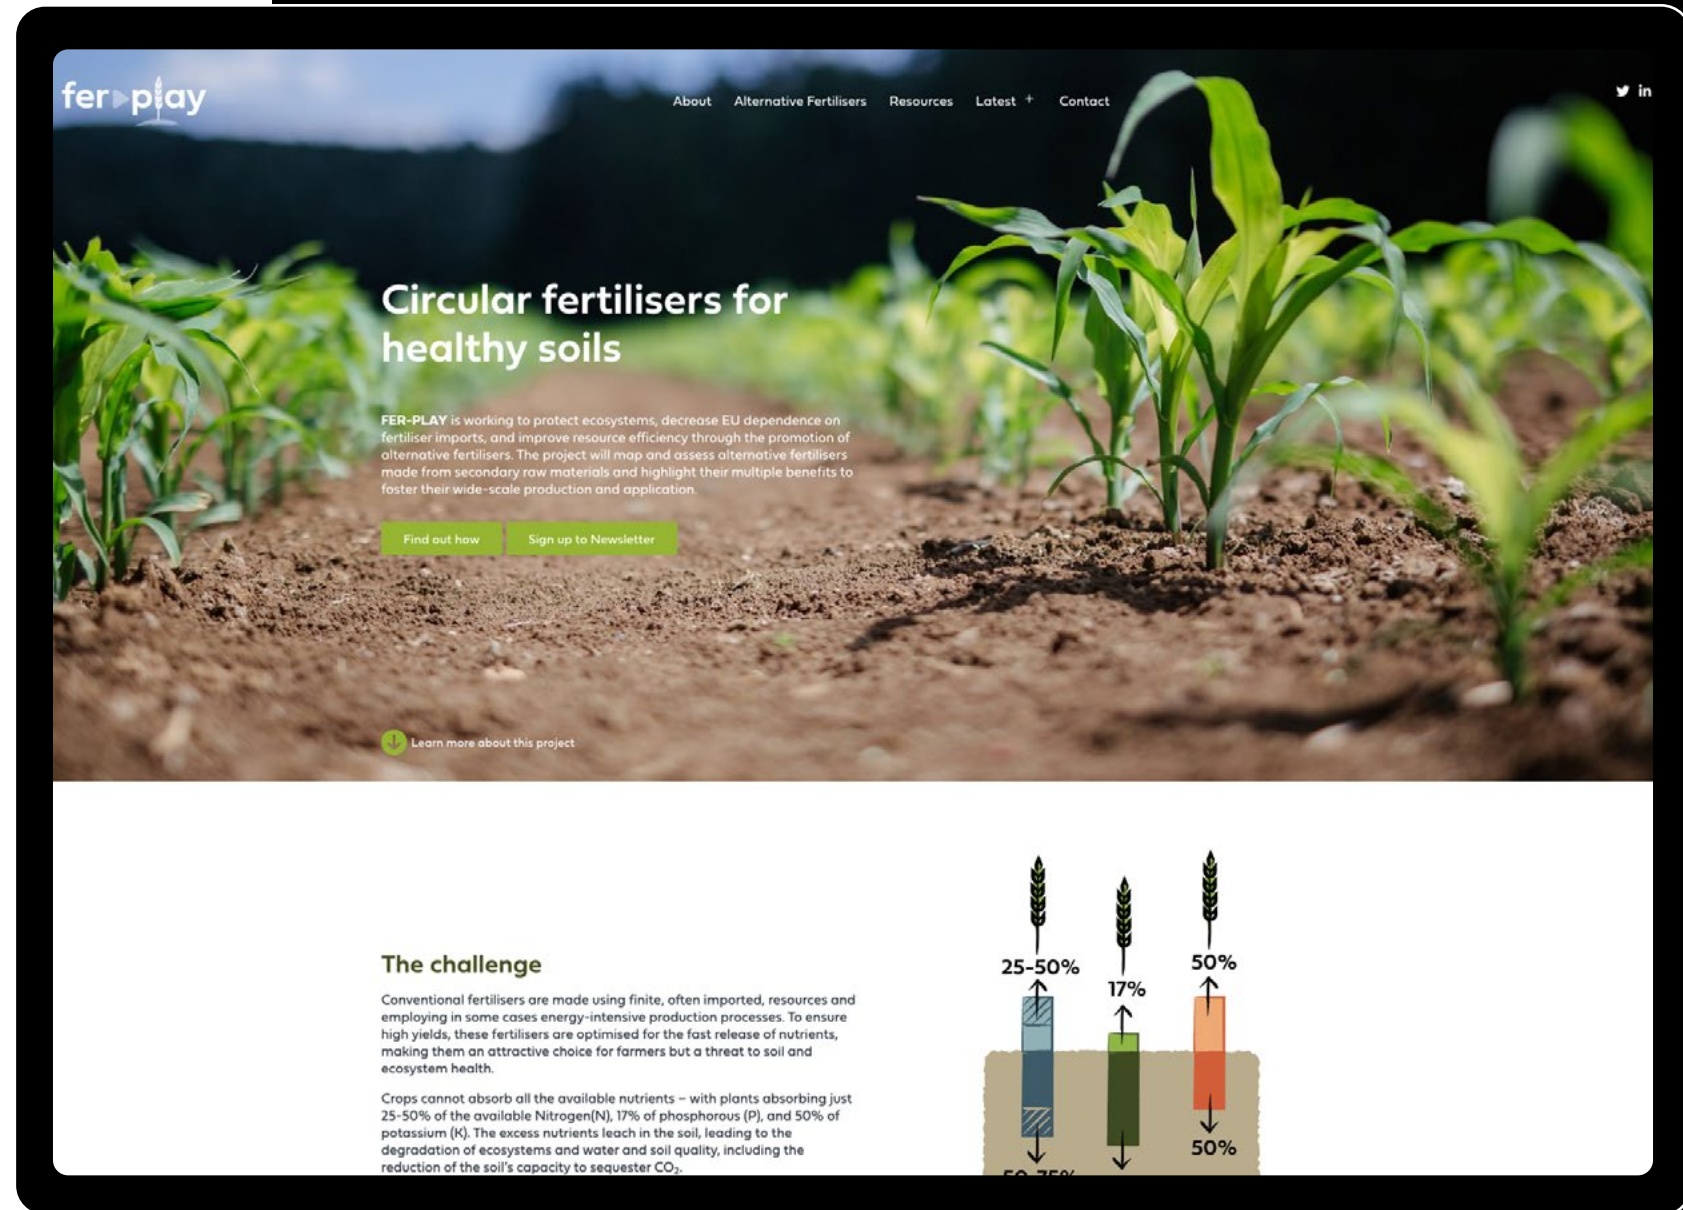 fer play
About Alternative Fertilisers Resources Latest + Contact
in
Circular fertilisers for
healthy soils
FER-PLAY is working to protect ecosystems, decrease EU dependence on
fertiliser imports, and improve resource efficiency through the promotion of
alternative fertilisers. The project will map and assess alternative fertilisers
made from secondary raw materials and highlight their multiple benefits to
foster their wide-scale production and application.
Find out how Sign up to Newsletter
Learn more about this project
The challenge
Conventional fertilisers are made using finite, often imported, resources and
employing in some cases energy-intensive production processes. To ensure
high yields, these fertilisers are optimised for the fast release of nutrients,
making them an attractive choice for farmers but a threat to soil and
ecosystem health.
Crops cannot absorb all the available nutrients – with plants absorbing just
25-50% of the available Nitrogen(N), 17% of phosphorous (P), and 50% of
potassium (K). The excess nutrients leach in the soil, leading to the
degradation of ecosystems and water and soil quality, including the
reduction of the soil's capacity to sequester CO₂.
25-50%
17%
50%
50%
50-75%